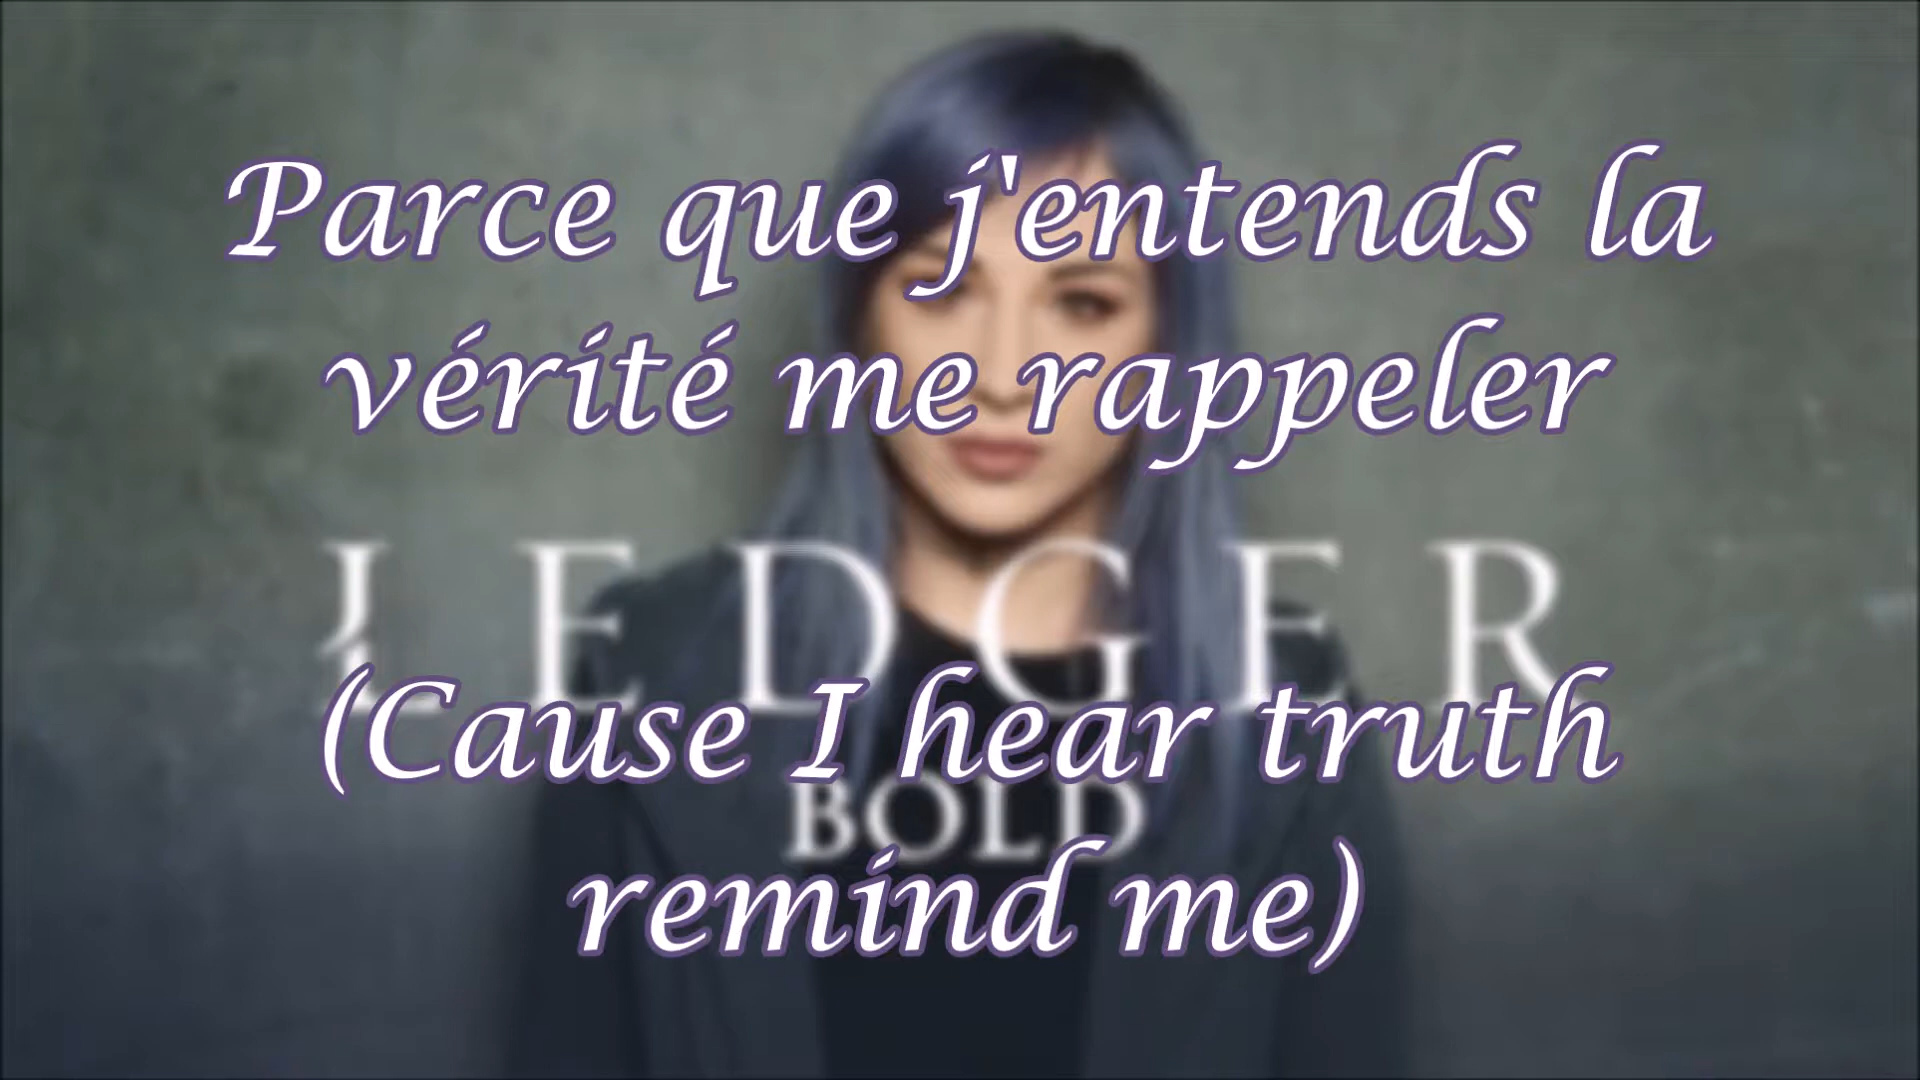 Parce que j'entends la
vérité me rappeler
LEDGER
(Cause I hear truth
BOLD
remind me)